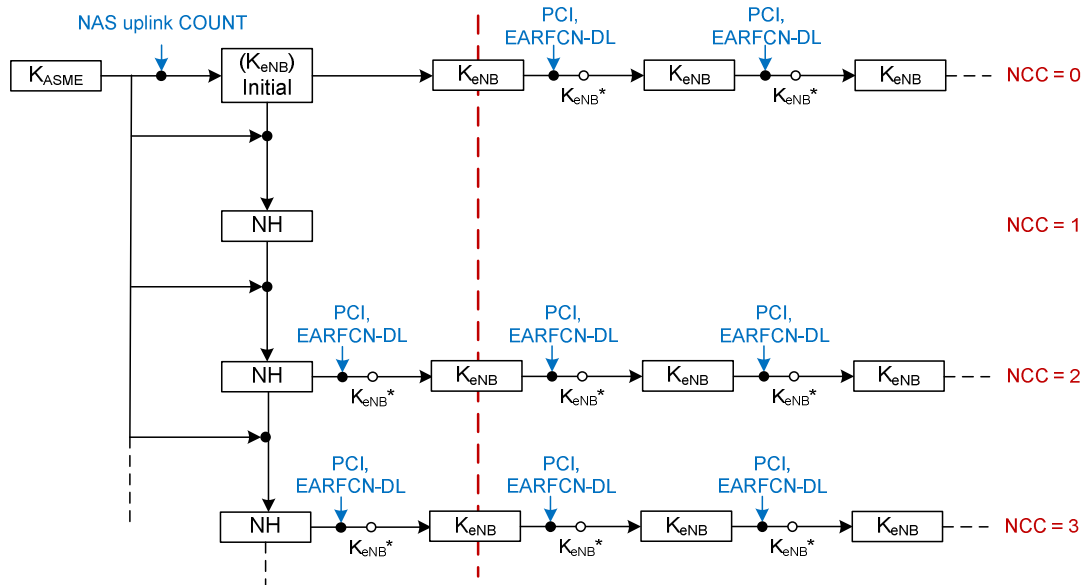 NAS uplink COUNT
PCI,
EARFCN-DL
PCI,
EARFCN-DL
KASME
(KeNB)
Initial
KeNB
KeNB*
KeNB
KeNB*
KeNB
NCC = 0
NH
NCC = 1
PCI,
EARFCN-DL
PCI,
EARFCN-DL
PCI,
EARFCN-DL
NH
KeNB*
KeNB
KeNB*
KeNB
KeNB*
KeNB
NCC = 2
PCI,
EARFCN-DL
PCI,
EARFCN-DL
PCI,
EARFCN-DL
NH
KeNB*
KeNB
KeNB*
KeNB
KeNB*
KeNB
NCC = 3